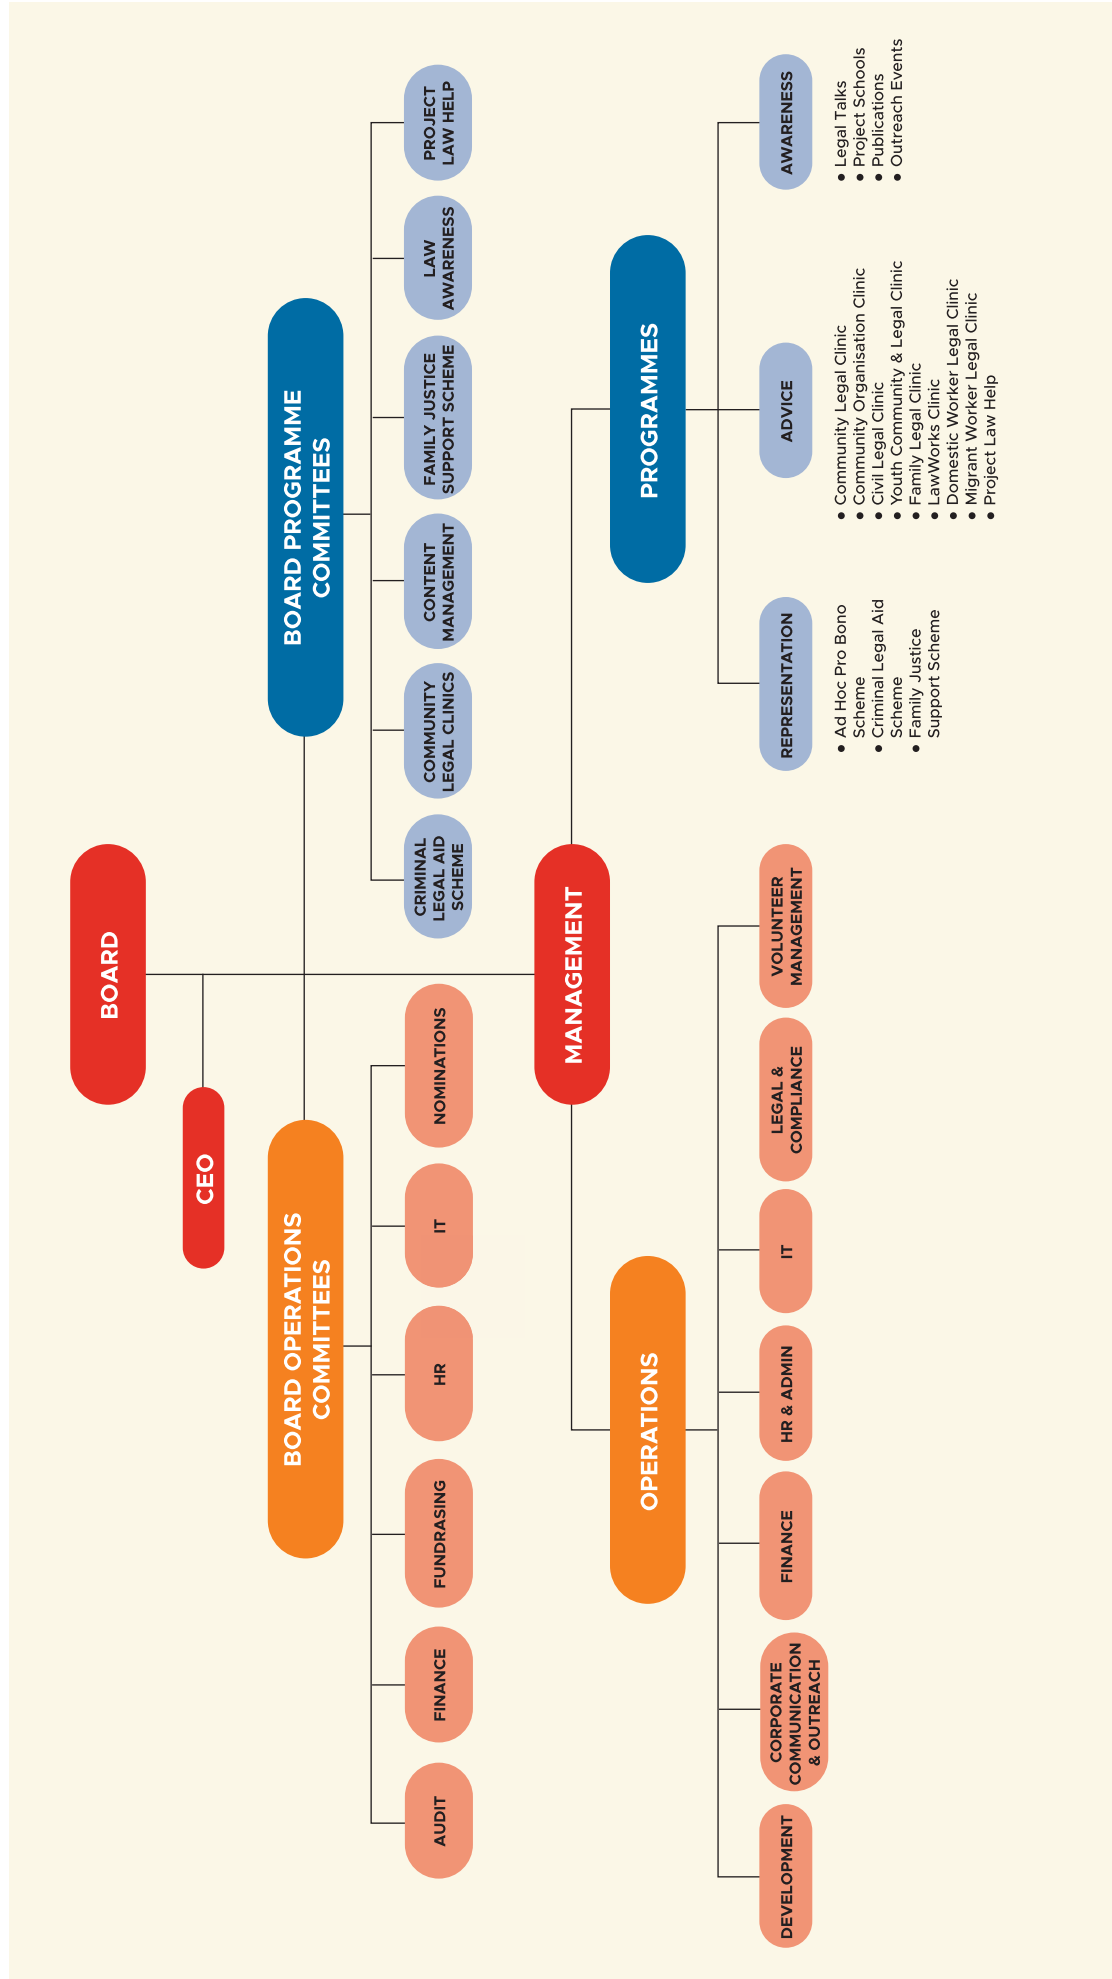 BOARD
CEO
BOARD OPERATIONS
COMMITTEES
BOARD PROGRAMME
COMMITTEES
AUDIT
FINANCE
FUNDRASING
HR
IT
NOMINATIONS
CRIMINAL
LEGAL AID
SCHEME
COMMUNITY
LEGAL CLINICS
CONTENT
MANAGEMENT
FAMILY JUSTICE
SUPPORT SCHEME
LAW
AWARENESS
PROJECT
LAW HELP
MANAGEMENT
OPERATIONS
PROGRAMMES
DEVELOPMENT
CORPORATE
COMMUNICATION
& OUTREACH
FINANCE
HR & ADMIN
IT
LEGAL &
COMPLIANCE
VOLUNTEER
MANAGEMENT
REPRESENTATION
• Ad Hoc Pro Bono
Scheme
• Criminal Legal Aid
Scheme
• Family Justice
Support Scheme
ADVICE
• Community Legal Clinic
• Community Organisation Clinic
• Civil Legal Clinic
• Youth Community & Legal Clinic
• Family Legal Clinic
• LawWorks Clinic
• Domestic Worker Legal Clinic
• Migrant Worker Legal Clinic
• Project Law Help
AWARENESS
• Legal Talks
• Project Schools
• Publications
• Outreach Events